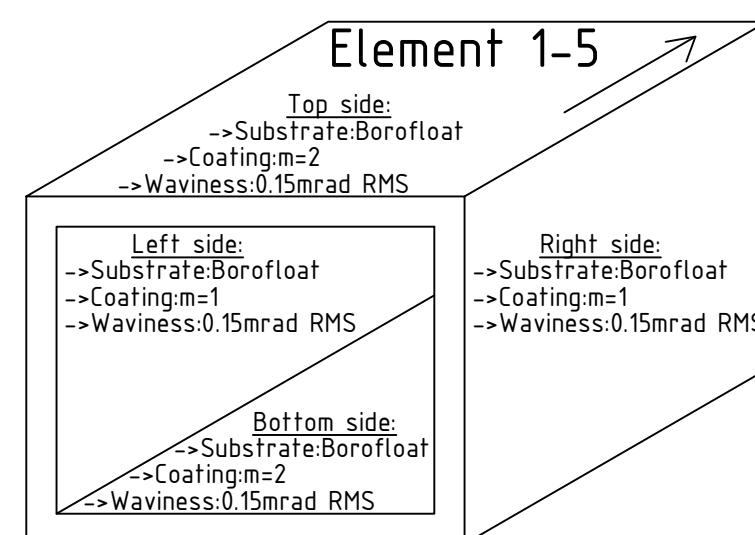 Element 1-5
Top side:
->Substrate:Borofloat
->Coating:m=2
->Waviness:0.15mrad RMS
Left side:
->Substrate:Borofloat
->Coating:m=1
->Waviness:0.15mrad RMS
Right side:
->Substrate:Borofloat
->Coating:m=1
->Waviness:0.15mrad RMS
Bottom side:
->Substrate:Borofloat
->Coating:m=2
->Waviness:0.15mrad RMS